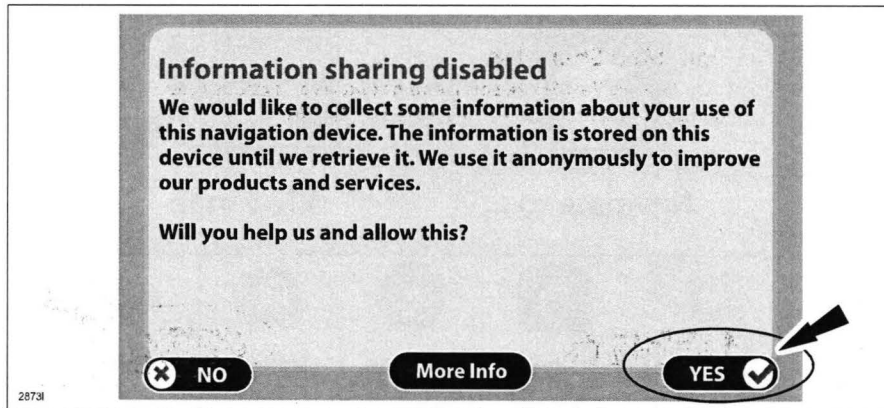 Information sharing disabled
We would like to collect some information about your use of
this navigation device. The information is stored on this
device until we retrieve it. We use it anonymously to improve
our products and services.
Will you help us and allow this?
NO
More Info
YES
2873I